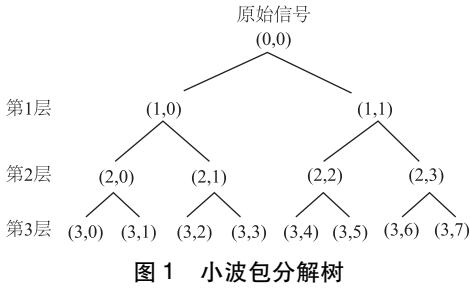 原始信号
(0,0)
第1层 (1,0) (1,1)
第2层 (2,0) (2,1) (2,2) (2,3)
第3层 (3,0) (3,1) (3,2) (3,3) (3,4) (3,5) (3,6) (3,7)
图1 小波包分解树